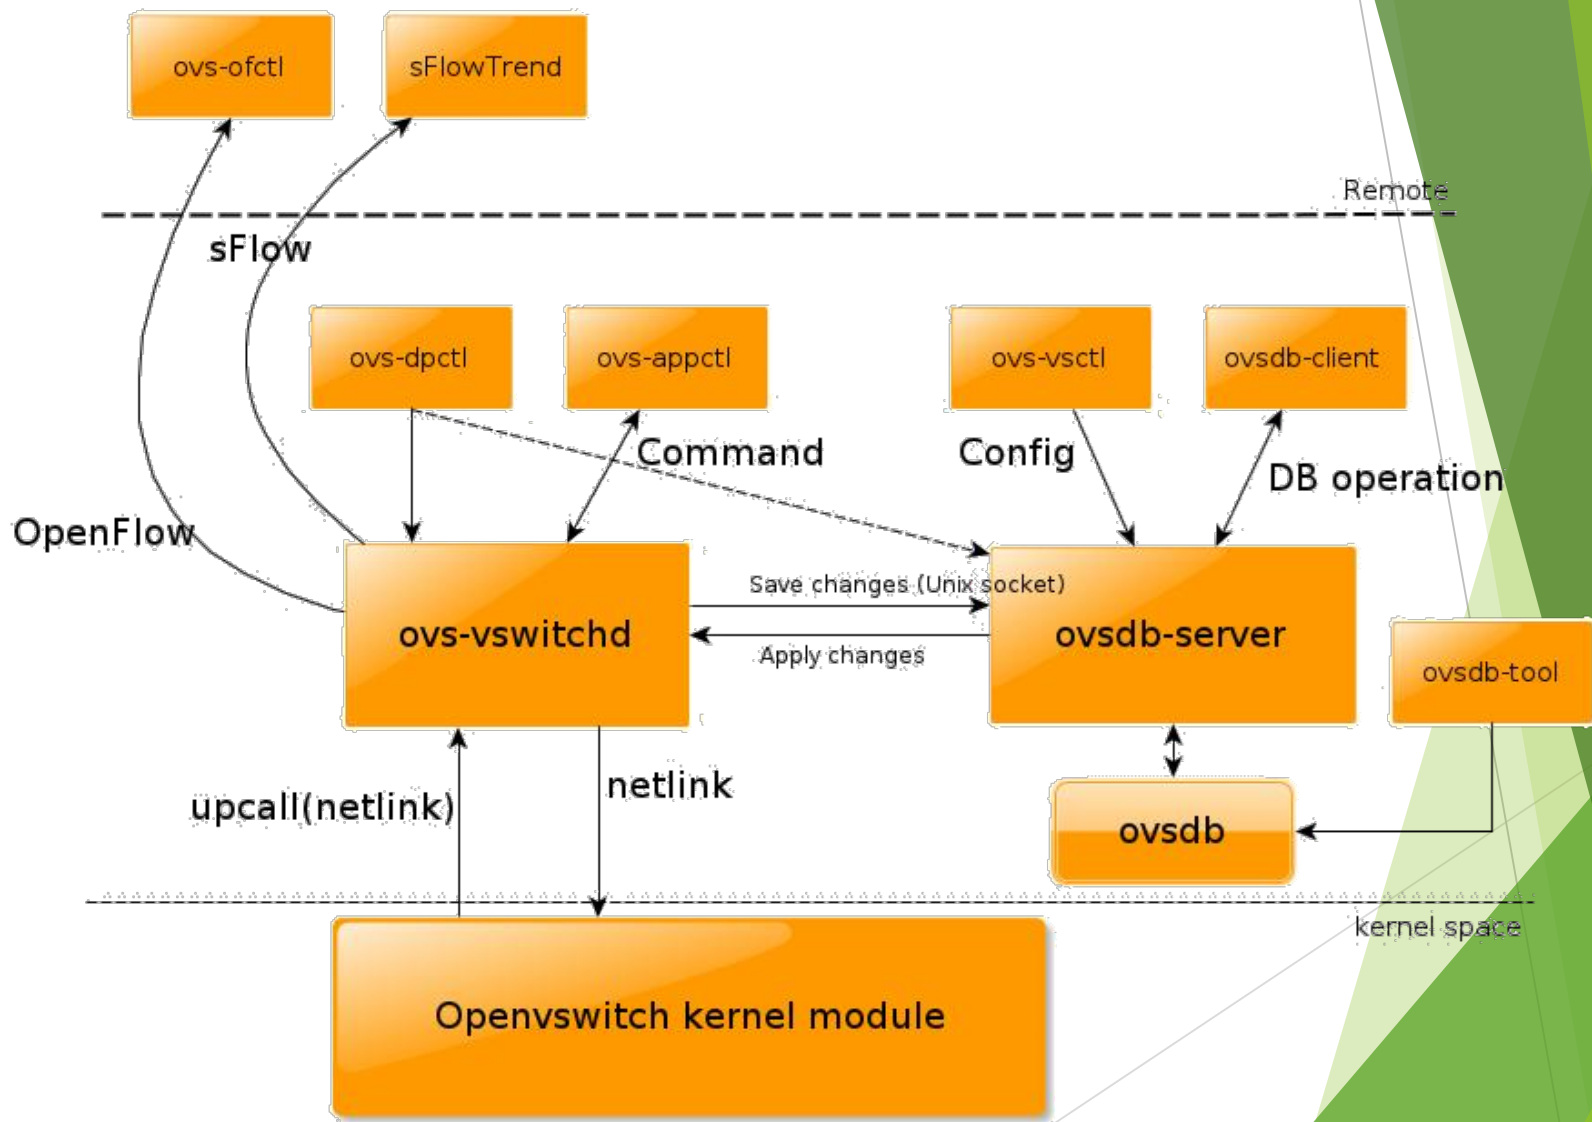 ovs-ofctl
sFlowTrend
Remote
sFlow
ovs-dpctl
ovs-appctl
ovs-vsctl
ovsdb-client
Command
Config
DB operation
OpenFlow
Save changes (Unix socket)
ovs-vswitchd
ovsdb-server
Apply changes
ovsdb-tool
netlink
upcall(netlink)
ovsdb
kernel space
Openvswitch kernel module